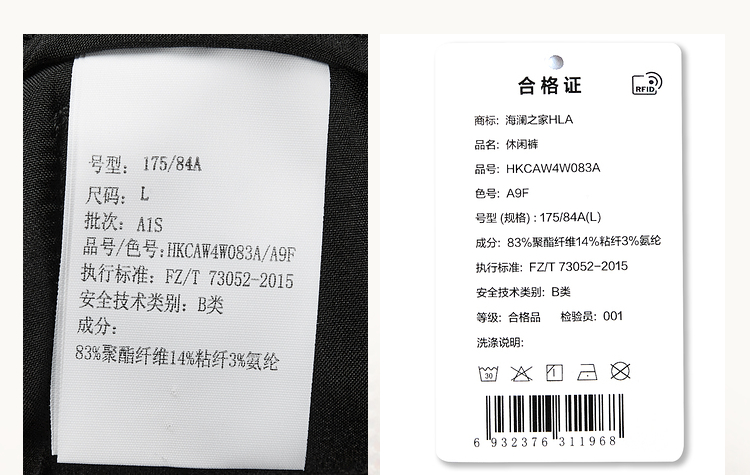 号型: 175/84A
尺码: L
批次: A1S
品号/色号:HKCAW4W083A/A9F
执行标准: FZ/T 73052-2015
安全技术类别: B类
成分:
83%聚酯纤维14%粘纤3%氨纶
合格证
RFID
商标: 海澜之家HLA
品名: 休闲裤
品号: HKCAW4W083A
色号: A9F
号型 (规格) : 175/84A(L)
成分: 83%聚酯纤维14%粘纤3%氨纶
执行标准: FZ/T 73052-2015
安全技术类别: B类
等级: 合格品 检验员: 001
洗涤说明:
30
6 932376 311968